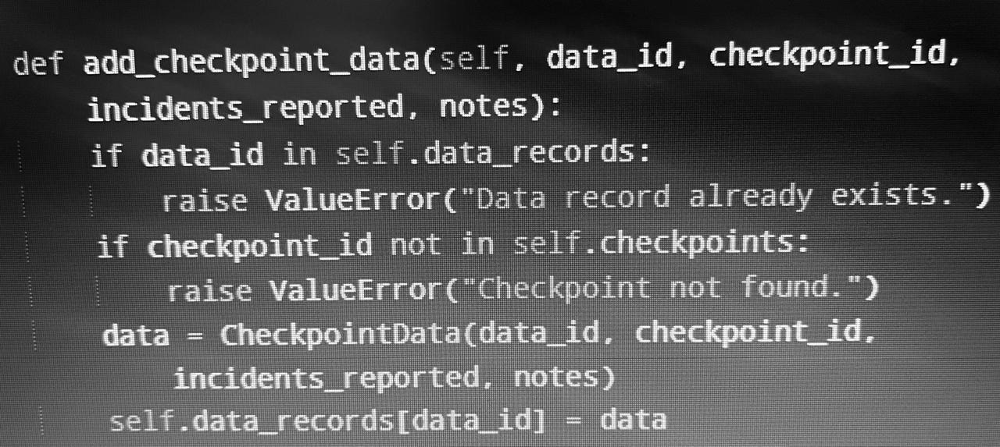 def add_checkpoint_data(self, data_id, checkpoint_id,
incidents_reported, notes):
if data_id in self.data_records:
raise ValueError("Data record already exists.")
if checkpoint_id not in self.checkpoints:
raise ValueError("Checkpoint not found.")
data = CheckpointData(data_id, checkpoint_id,
incidents_reported, notes)
self.data_records[data_id] = data